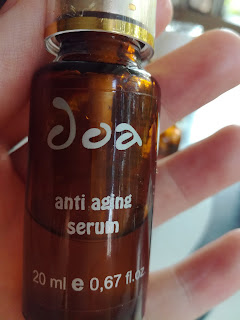 Doa
anti aging
serum
20 ml e 0,67 fl.oz